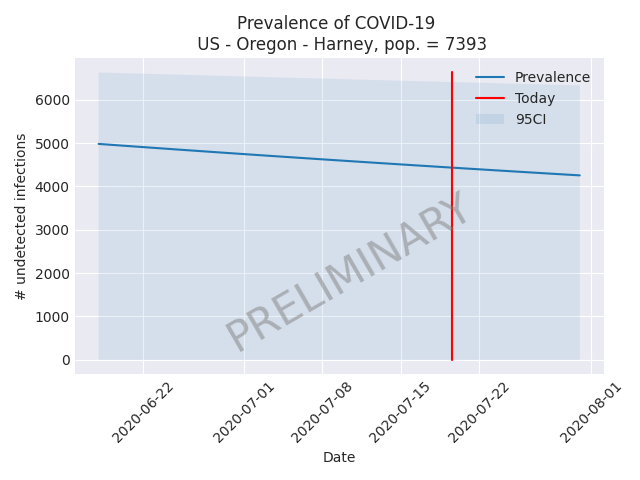 Prevalence of COVID-19
US - Oregon - Harney, pop. = 7393
Prevalence
Today
95CI
# undetected infections
6000
5000
4000
3000
2000
1000
0
PRELIMINARY
2020-06-22
2020-07-01
2020-07-08
2020-07-15
2020-07-22
2020-08-01
Date